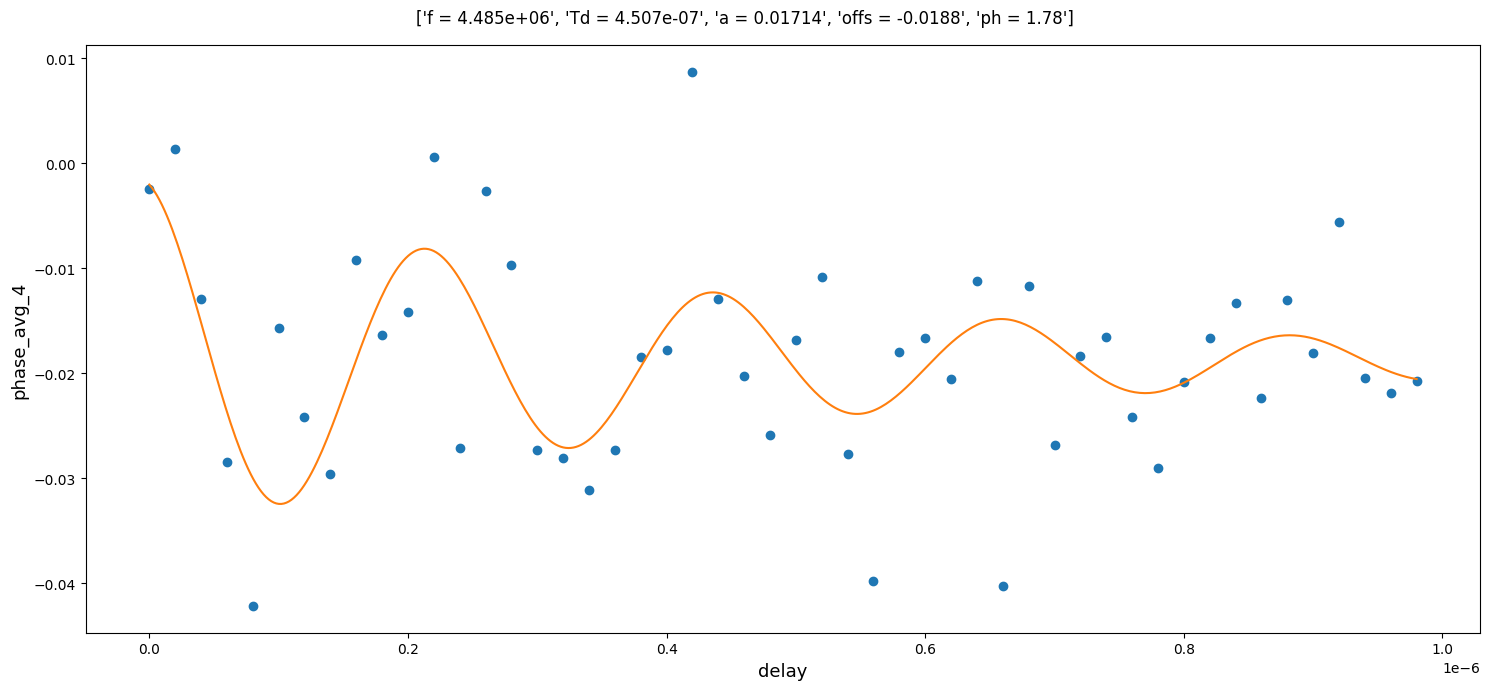 ['f = 4.485e+06', 'Td = 4.507e-07', 'a = 0.01714', 'offs = -0.0188', 'ph = 1.78']
0.01
0.00
−0.01
−0.02
−0.03
−0.04
phase_avg_4
0.0 0.2 0.4 0.6 0.8 1.0
1e−6
delay